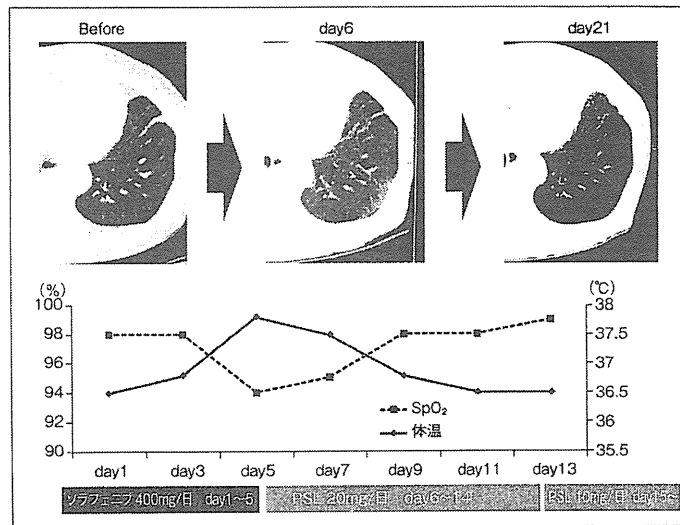 Before day6 day21
(%) (℃)
100 38
98 37.5
96 37
94 36.5
92 36
90 35.5
SpO₂
体温
day1 day3 day5 day7 day9 day11 day13
ソラフェニブ 400mg/日 day1～5 PSL 20mg/日 day6～14 PSL 10mg/日 day15～